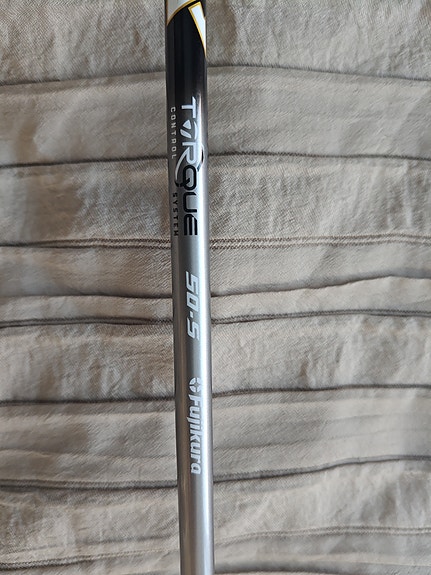 TORQUE
CONTROL SYSTEM
50-S
Fujikura